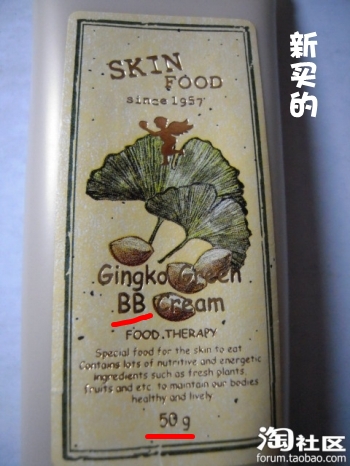 SKIN
FOOD
since 1957
新买的
Gingko Green
BB Cream
FOOD.THERAPY
Special food for the skin to eat
Contains lots of nutritive and energetic
ingredients such as fresh plants.
fruits and etc. to maintain our bodies
healthy and lively
50 g
淘社区
forum.taobao.com